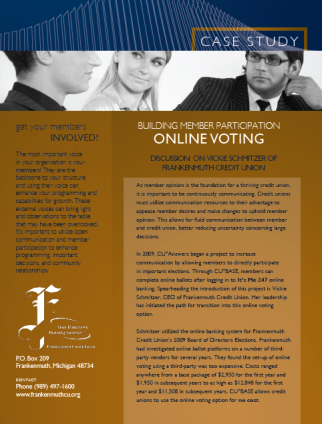 CASE STUDY
get your members
INVOLVED!
The most important voice
in your organization is your
members! They are the
backbone to your structure
and using their voice can
enhance your programming and
capabilities for growth. These
external voices can bring light
and observations to the table
that may have been overlooked.
It's important to utilize open
communication and member
participation to enhance
programming, important
decisions, and community
relationships.
Frankenmuth Credit Union
P.O. Box 209
Frankenmuth, Michigan 48734
CONTACT
Phone (989) 497-1600
www.frankenmuthcu.org
BUILDING MEMBER PARTICIPATION
ONLINE VOTING
DISCUSSION ON VICKIE SCHMITZER OF
FRANKENMUTH CREDIT UNION
As member opinion is the foundation for a thriving credit union,
it is important to be continuously communicating. Credit unions
must utilize communication resources to their advantage to
appease member desires and make changes to uphold member
opinion. This allows for fluid communication between member
and credit union, better reducing uncertainty concerning large
decisions.
In 2009, CU*Answers began a project to increase
communication by allowing members to directly participate
in important elections. Through CU*BASE, members can
complete online ballots after logging in to It's Me 247 online
banking. Spearheading the introduction of this project is Vickie
Schmitzer, CEO of Frankenmuth Credit Union. Her leadership
has initiated the path for transition into this online voting
option.
Schmitzer utilized the online banking system for Frankenmuth
Credit Union's 2009 Board of Directors Elections. Frankenmuth
had investigated online ballot platforms on a number of third-
party vendors for several years. They found the set-up of online
voting using a third-party was too expensive. Costs ranged
anywhere from a base package of $2,950 for the first year and
$1,950 in subsequent years to as high as $12,848 for the first
year and $11,508 in subsequent years. CU*BASE allows credit
unions to use the online voting option for no cost.